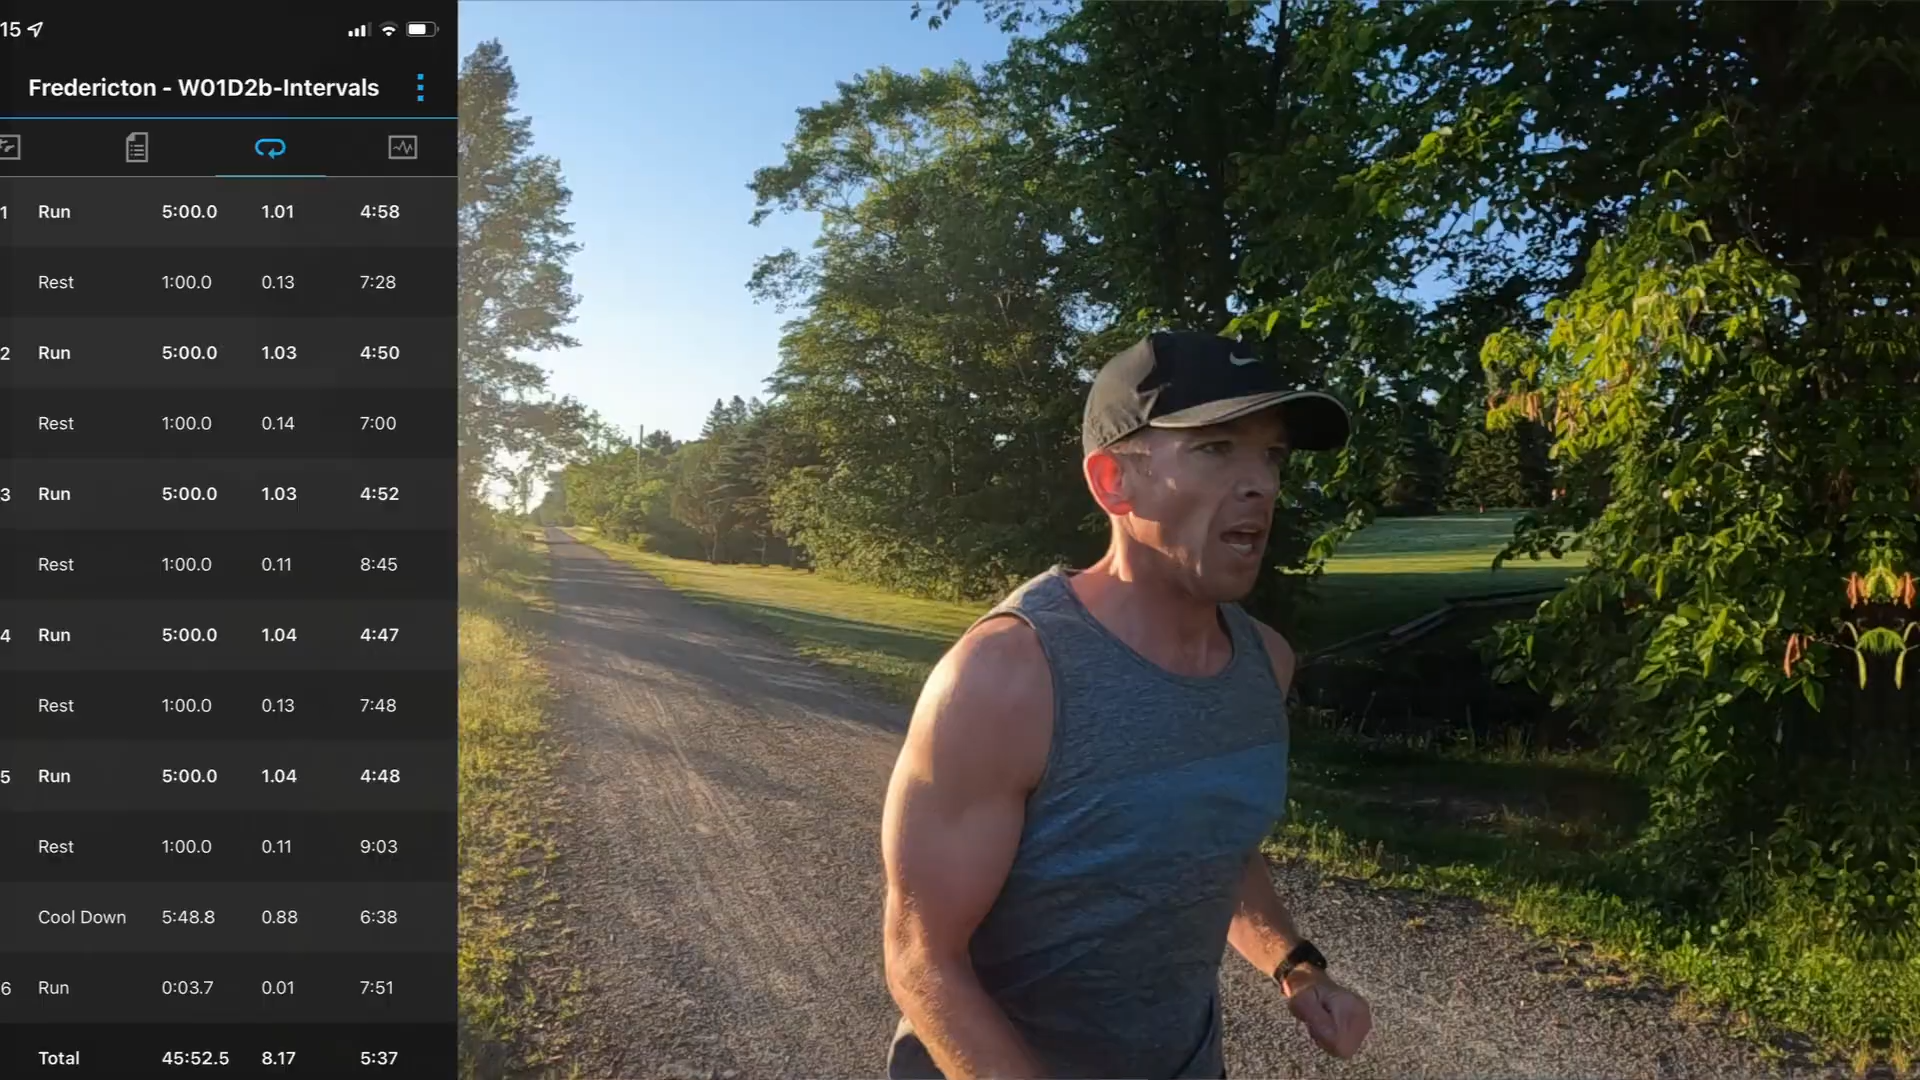 15
Fredericton - W01D2b-Intervals
1 Run 5:00.0 1.01 4:58
Rest 1:00.0 0.13 7:28
2 Run 5:00.0 1.03 4:50
Rest 1:00.0 0.14 7:00
3 Run 5:00.0 1.03 4:52
Rest 1:00.0 0.11 8:45
4 Run 5:00.0 1.04 4:47
Rest 1:00.0 0.13 7:48
5 Run 5:00.0 1.04 4:48
Rest 1:00.0 0.11 9:03
Cool Down 5:48.8 0.88 6:38
6 Run 0:03.7 0.01 7:51
Total 45:52.5 8.17 5:37